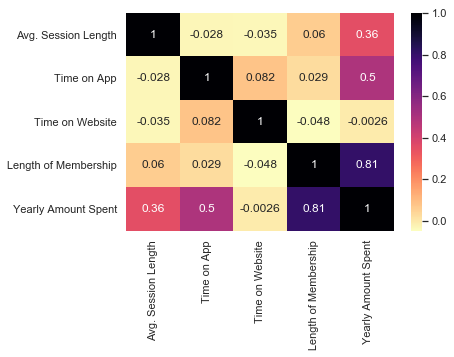 Avg. Session Length 1 -0.028 -0.035 0.06 0.36
Time on App -0.028 1 0.082 0.029 0.5
Time on Website -0.035 0.082 1 -0.048 -0.0026
Length of Membership 0.06 0.029 -0.048 1 0.81
Yearly Amount Spent 0.36 0.5 -0.0026 0.81 1
Avg. Session Length
Time on App
Time on Website
Length of Membership
Yearly Amount Spent
1.0
0.8
0.6
0.4
0.2
0.0